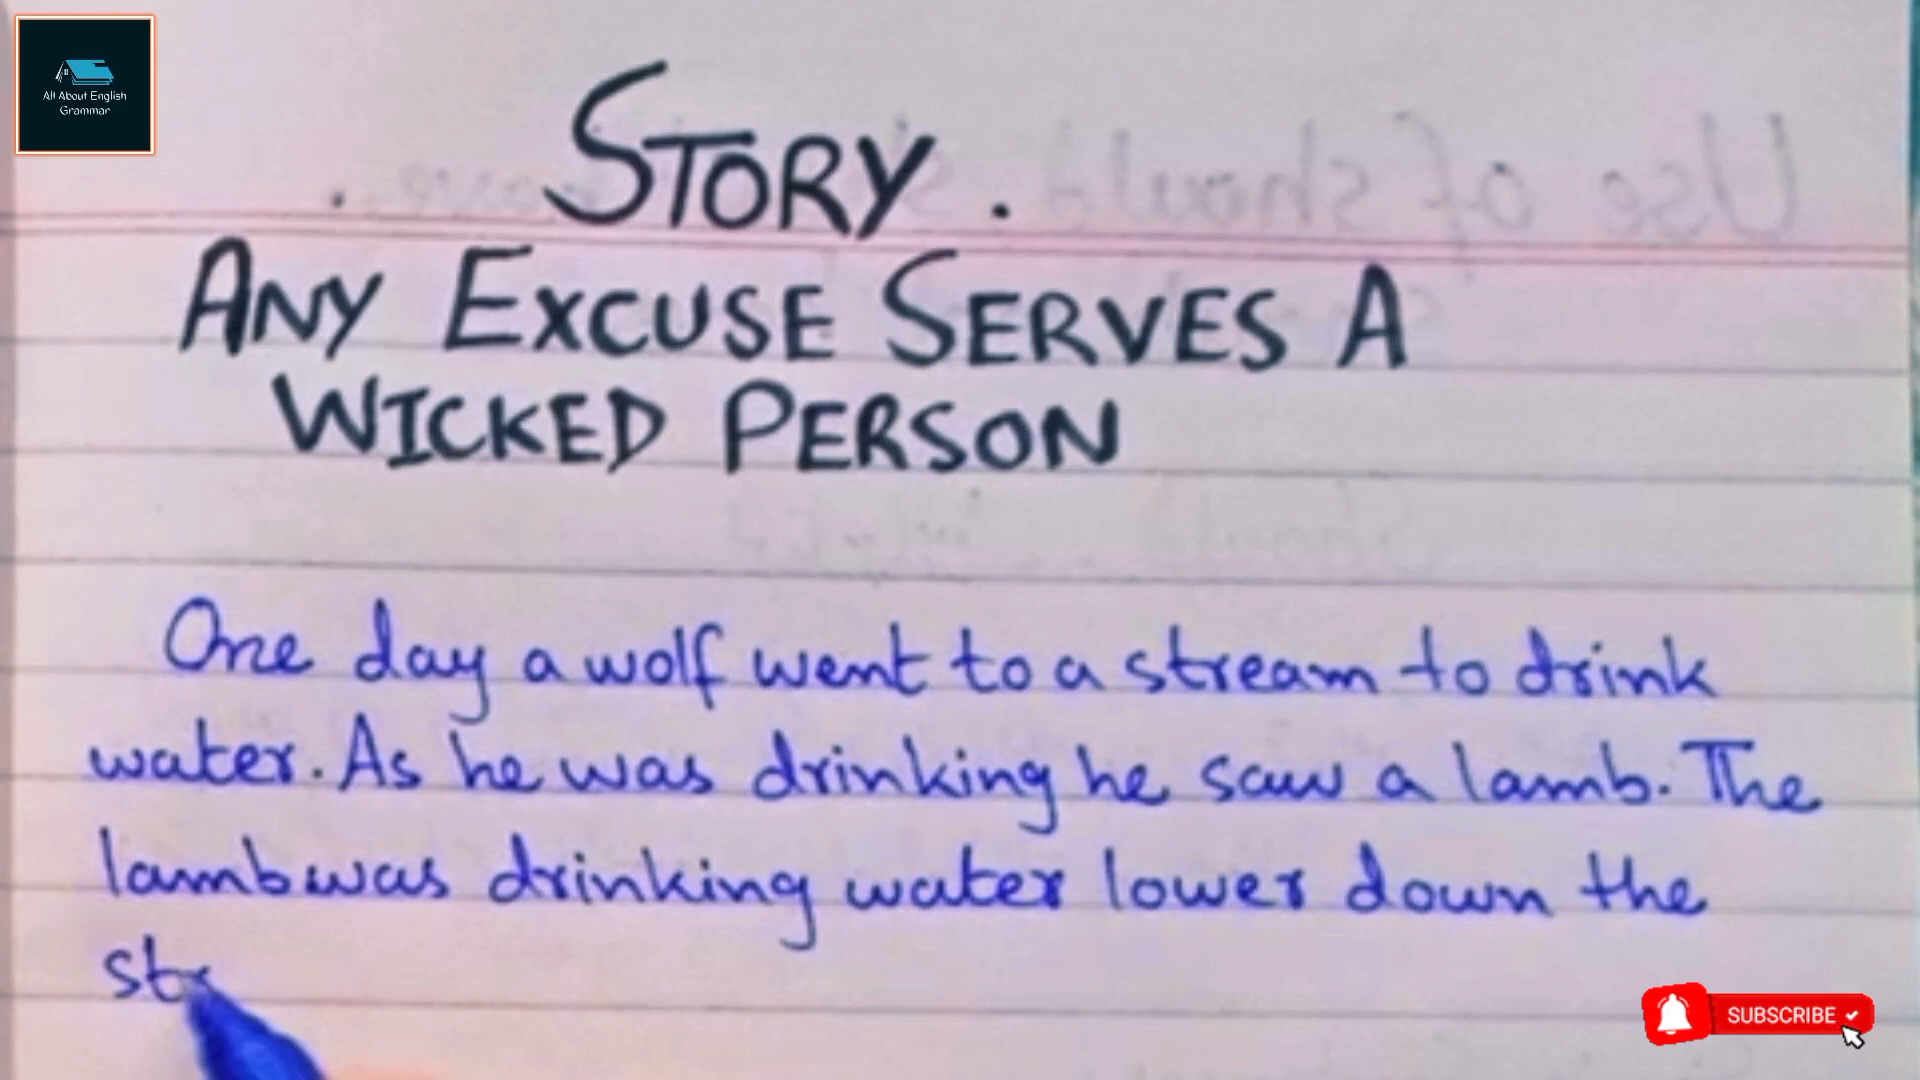 All About English
Grammar
STORY.
ANY EXCUSE SERVES A
WICKED PERSON
One day a wolf went to a stream to drink
water. As he was drinking he saw a lamb. The
lamb was drinking water lower down the
str
SUBSCRIBE